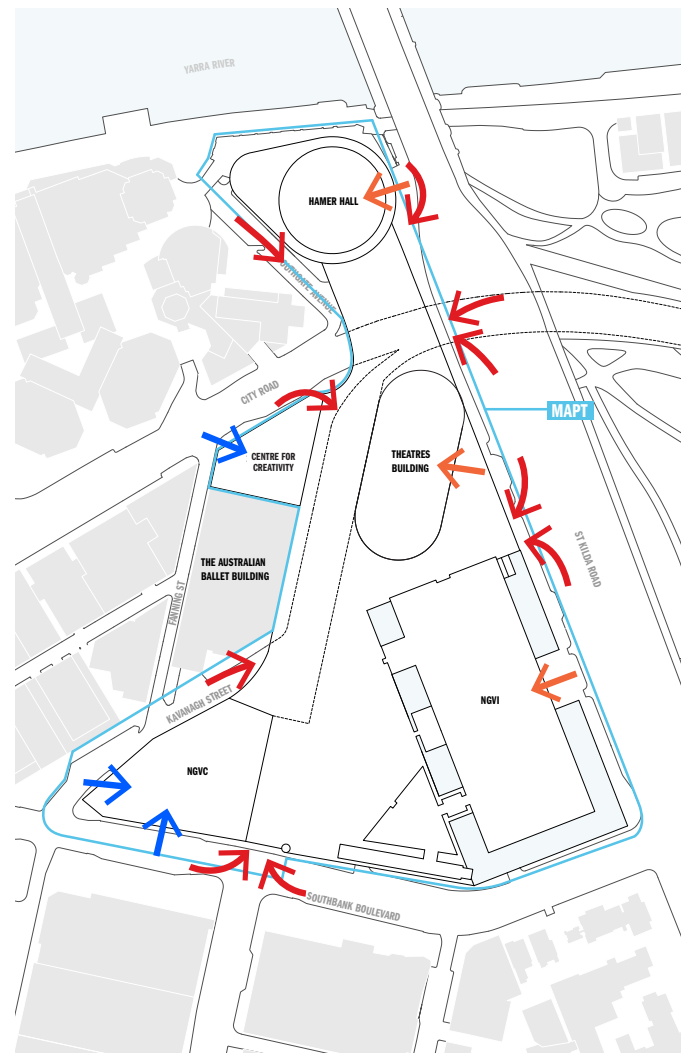 YARRA RIVER
HAMER HALL
SOUTHGATE AVENUE
CITY ROAD
MAPT
CENTRE FOR
CREATIVITY
THEATRES
BUILDING
ST KILDA ROAD
THE AUSTRALIAN
BALLET BUILDING
FANNING ST
KAVANAGH STREET
NGVI
NGVC
SOUTHBANK BOULEVARD